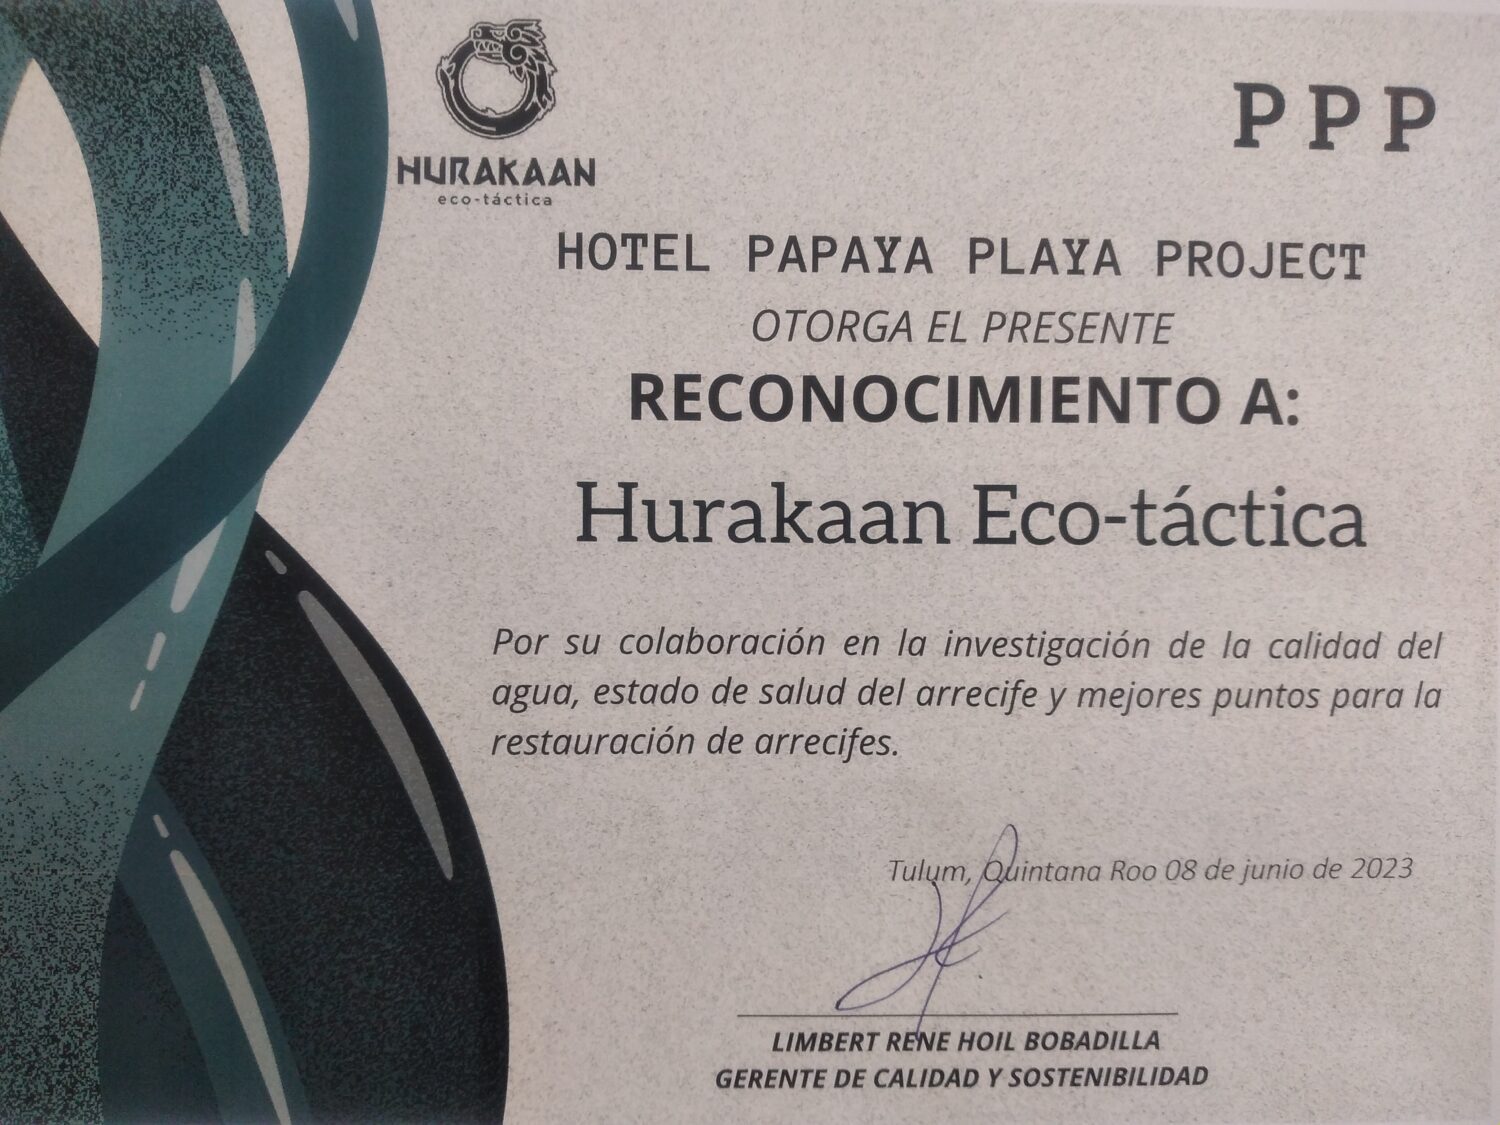 HURAKAAN
eco-táctica
PPP
HOTEL PAPAYA PLAYA PROJECT
OTORGA EL PRESENTE
RECONOCIMIENTO A:
Hurakaan Eco-táctica
Por su colaboración en la investigación de la calidad del
agua, estado de salud del arrecife y mejores puntos para la
restauración de arrecifes.
Tulum, Quintana Roo 08 de junio de 2023
LIMBERT RENE HOIL BOBADILLA
GERENTE DE CALIDAD Y SOSTENIBILIDAD